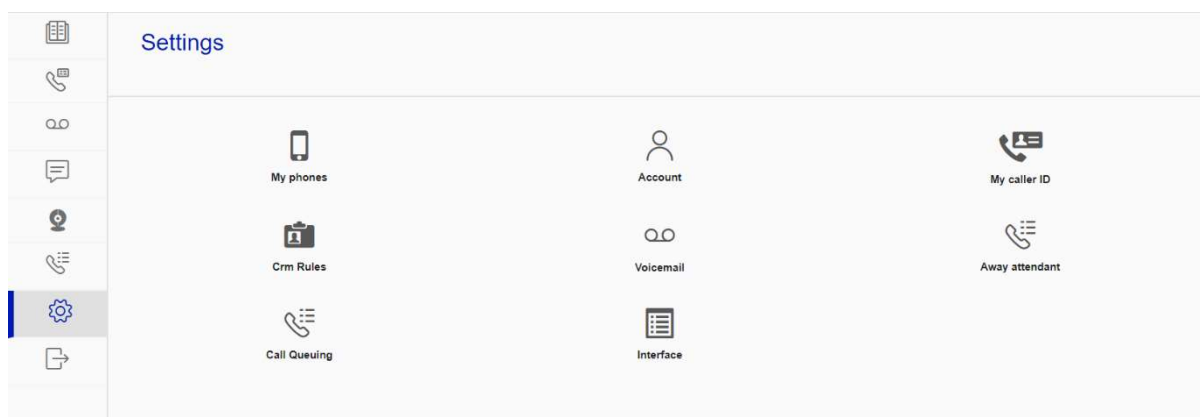 Settings
My phones
Account
My caller ID
Crm Rules
Voicemail
Away attendant
Call Queuing
Interface